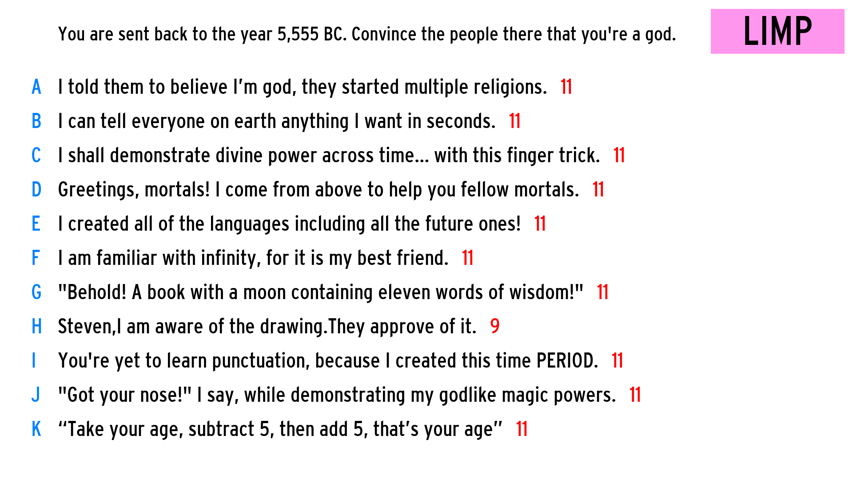 You are sent back to the year 5,555 BC. Convince the people there that you're a god.
LIMP
A I told them to believe I'm god, they started multiple religions. 11
B I can tell everyone on earth anything I want in seconds. 11
C I shall demonstrate divine power across time... with this finger trick. 11
D Greetings, mortals! I come from above to help you fellow mortals. 11
E I created all of the languages including all the future ones! 11
F I am familiar with infinity, for it is my best friend. 11
G "Behold! A book with a moon containing eleven words of wisdom!" 11
H Steven,I am aware of the drawing.They approve of it. 9
I You're yet to learn punctuation, because I created this time PERIOD. 11
J "Got your nose!" I say, while demonstrating my godlike magic powers. 11
K “Take your age, subtract 5, then add 5, that’s your age” 11